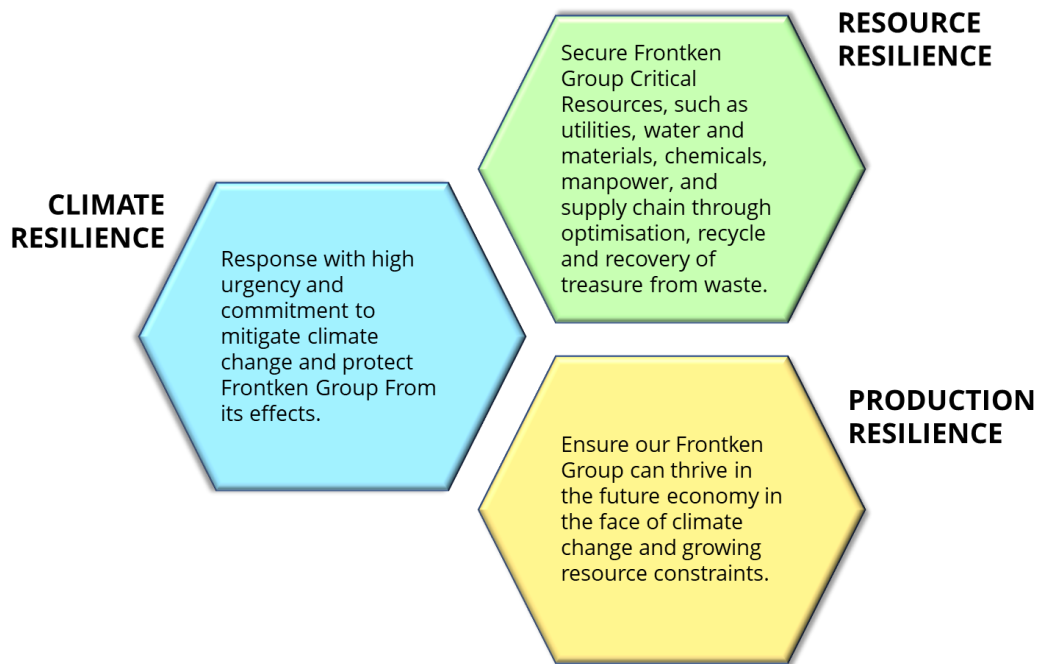 CLIMATE
RESILIENCE
Response with high
urgency and
commitment to
mitigate climate
change and protect
Frontken Group From
its effects.
RESOURCE
RESILIENCE
Secure Frontken
Group Critical
Resources, such as
utilities, water and
materials, chemicals,
manpower, and
supply chain through
optimisation, recycle
and recovery of
treasure from waste.
PRODUCTION
RESILIENCE
Ensure our Frontken
Group can thrive in
the future economy in
the face of climate
change and growing
resource constraints.